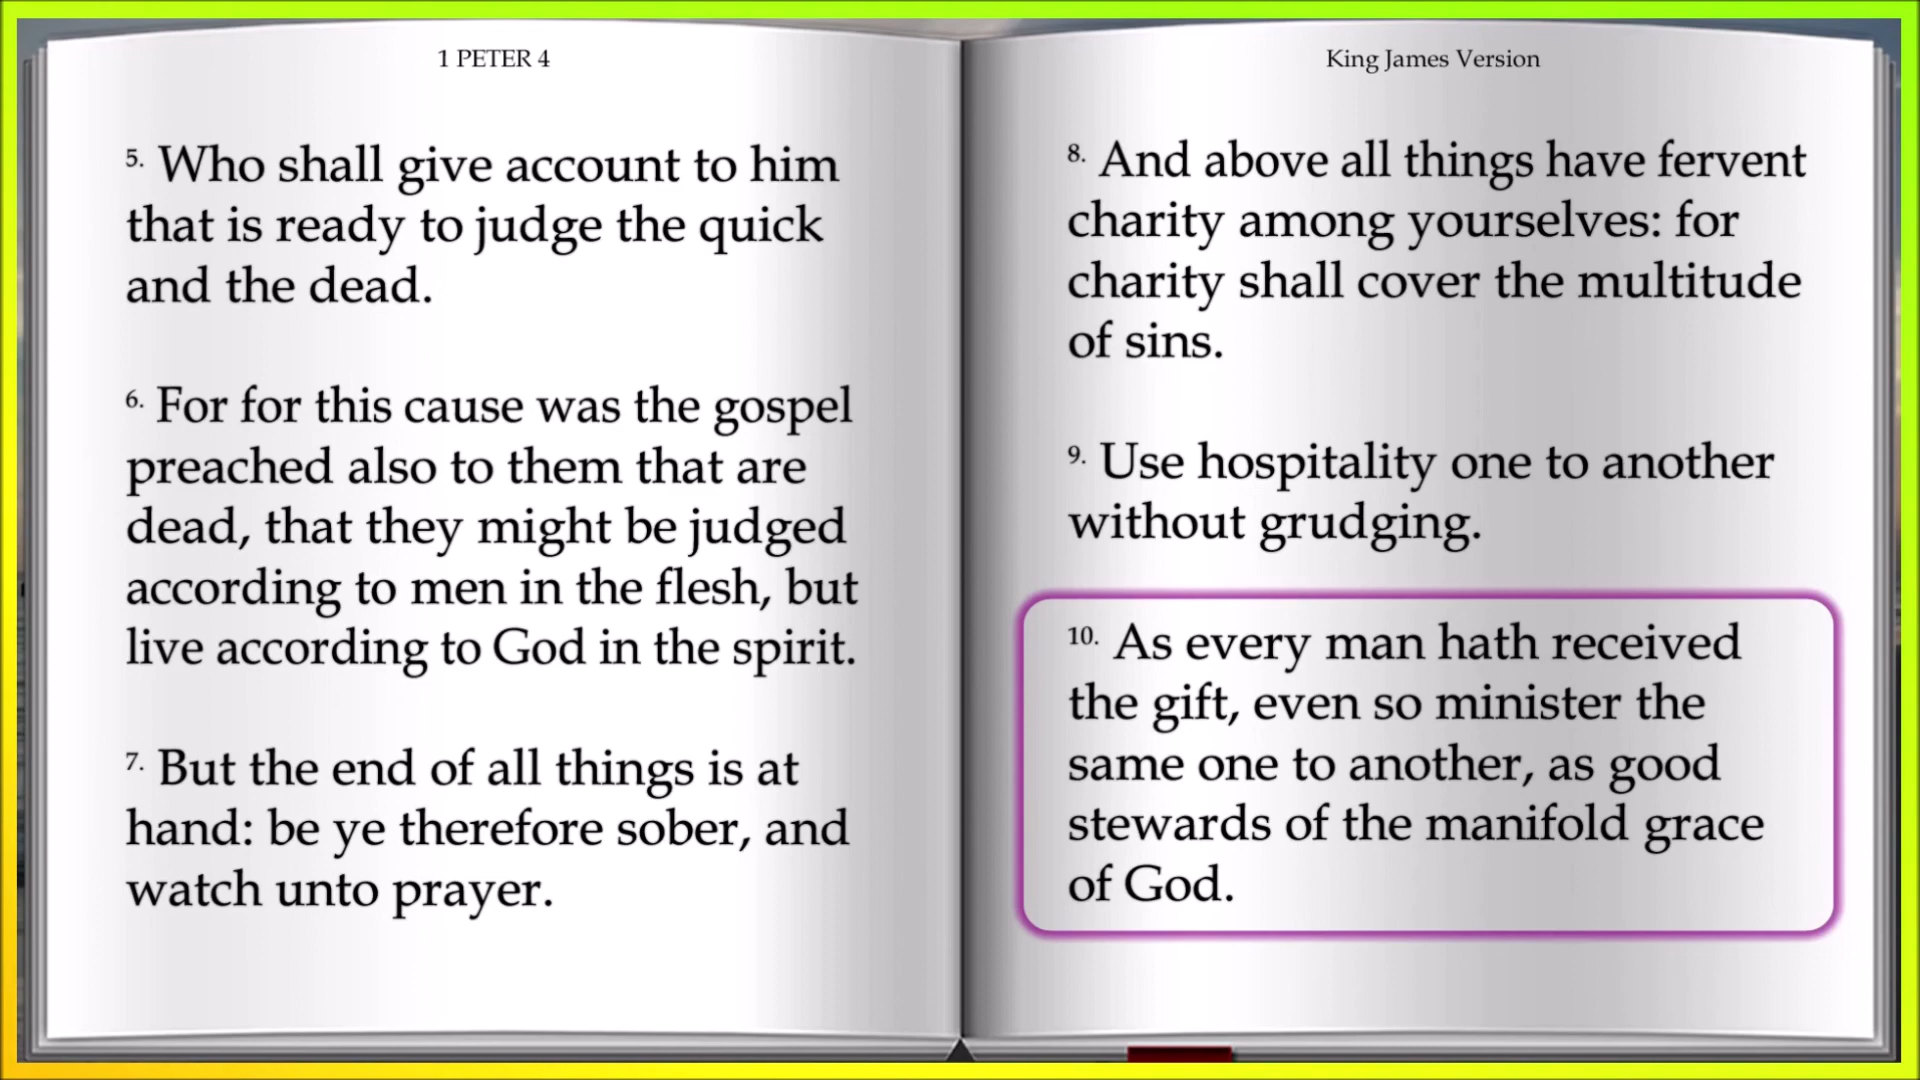 1 PETER 4
5. Who shall give account to him
that is ready to judge the quick
and the dead.
6. For for this cause was the gospel
preached also to them that are
dead, that they might be judged
according to men in the flesh, but
live according to God in the spirit.
7. But the end of all things is at
hand: be ye therefore sober, and
watch unto prayer.
King James Version
8. And above all things have fervent
charity among yourselves: for
charity shall cover the multitude
of sins.
9. Use hospitality one to another
without grudging.
10. As every man hath received
the gift, even so minister the
same one to another, as good
stewards of the manifold grace
of God.